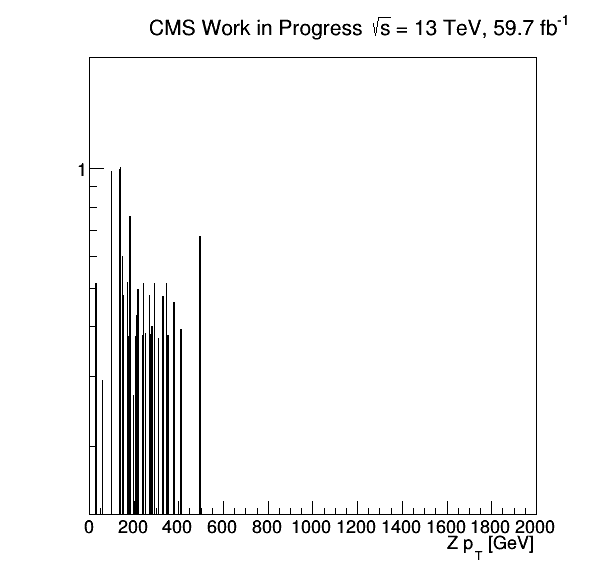 CMS Work in Progress √s = 13 TeV, 59.7 fb⁻¹
1
0 200 400 600 800 1000 1200 1400 1600 1800 2000
Z p_T [GeV]